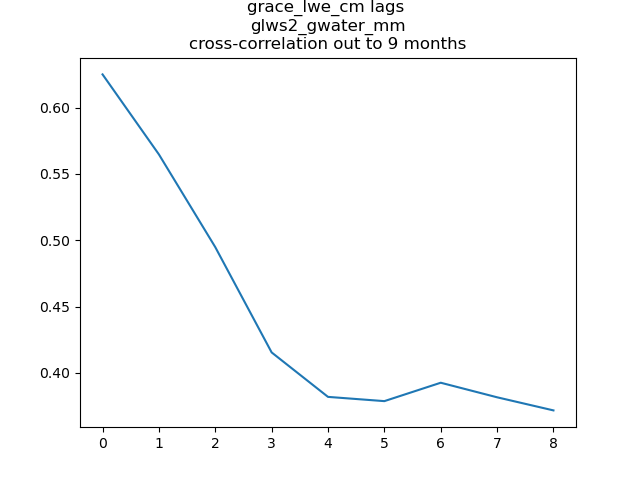 grace_lwe_cm lags
glws2_gwater_mm
cross-correlation out to 9 months
0.60
0.55
0.50
0.45
0.40
0 1 2 3 4 5 6 7 8